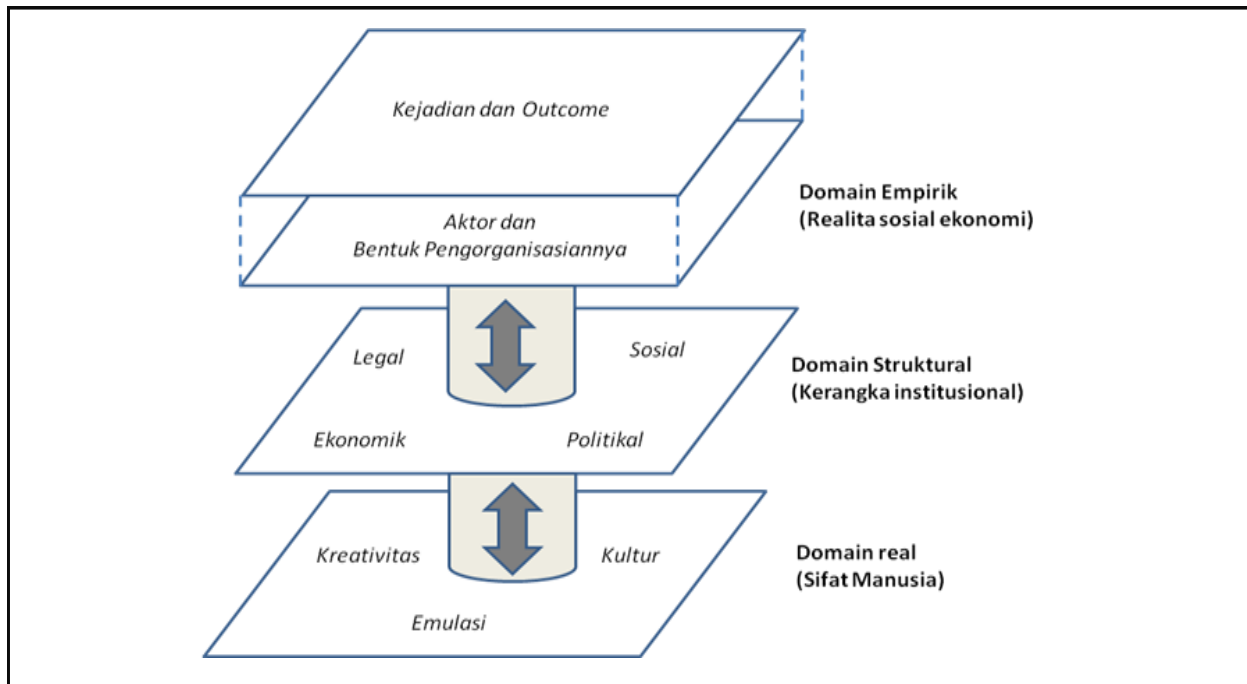 Kejadian dan Outcome
Aktor dan
Bentuk Pengorganisasiannya
Domain Empirik
(Realita sosial ekonomi)
Legal
Sosial
Ekonomik
Politikal
Domain Struktural
(Kerangka institusional)
Kreativitas
Kultur
Emulasi
Domain real
(Sifat Manusia)